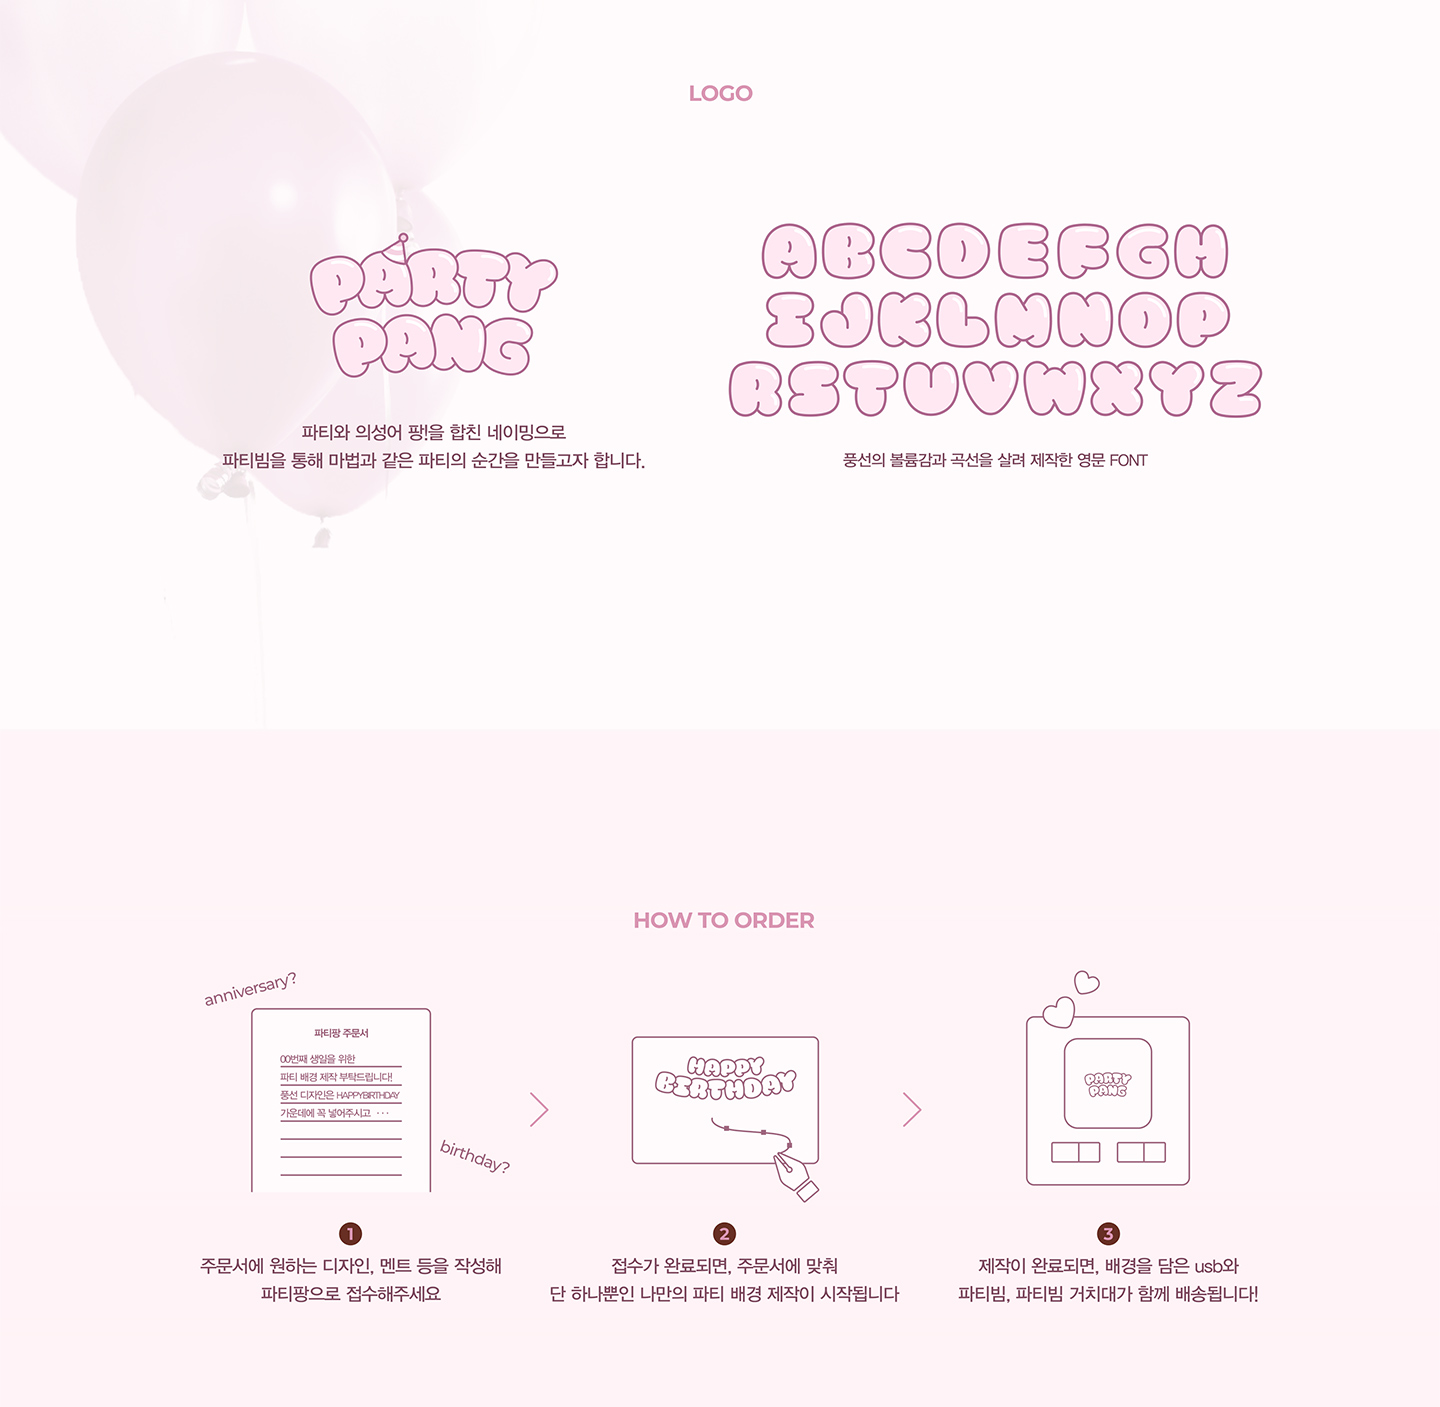 LOGO
PARTY
PANG
파티와 의성어 팡!을 합친 네이밍으로
파티빔을 통해 마법과 같은 파티의 순간을 만들고자 합니다.
ABCDEFGH
IJKLMNOP
RSTUVWXYZ
풍선의 볼륨감과 곡선을 살려 제작한 영문 FONT
HOW TO ORDER
anniversary?
파티팡 주문서
00번째 생일을 위한
파티 배경 제작 부탁드립니다!
풍선 디자인은 HAPPYBIRTHDAY
가운데에 꼭 넣어주시고 ···
birthday?
HAPPY
BIRTHDAY
PARTY
PANG
1
주문서에 원하는 디자인, 멘트 등을 작성해
파티팡으로 접수해주세요
2
접수가 완료되면, 주문서에 맞춰
단 하나뿐인 나만의 파티 배경 제작이 시작됩니다
3
제작이 완료되면, 배경을 담은 usb와
파티빔, 파티빔 거치대가 함께 배송됩니다!